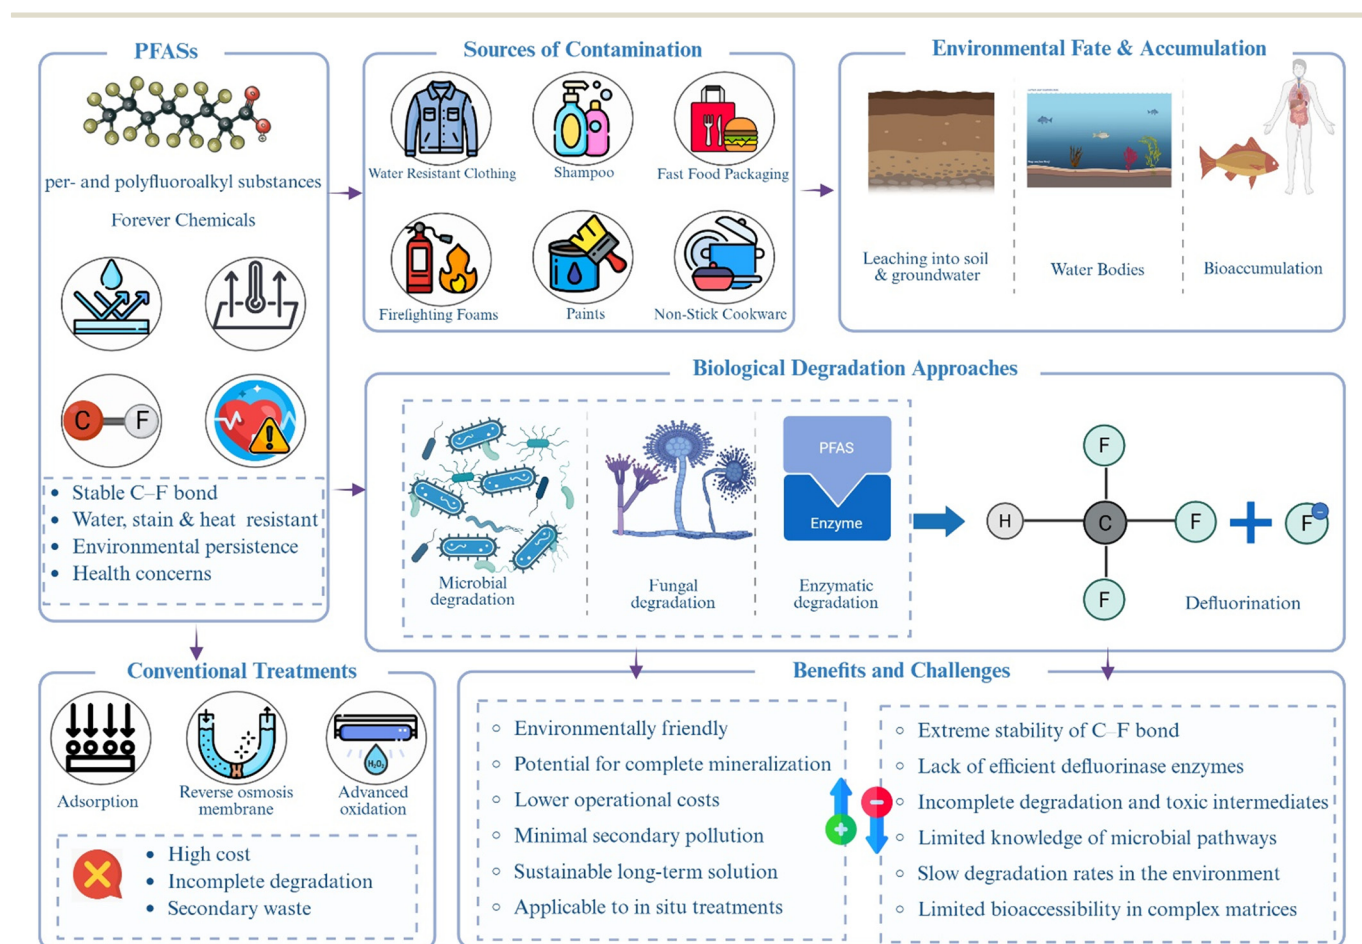 PFASs
per- and polyfluoroalkyl substances
Forever Chemicals
C
F
Stable C–F bond
Water, stain & heat resistant
Environmental persistence
Health concerns
Sources of Contamination
Water Resistant Clothing
Shampoo
Fast Food Packaging
Firefighting Foams
Paints
Non-Stick Cookware
Environmental Fate & Accumulation
Leaching into soil
& groundwater
Water Bodies
Bioaccumulation
Biological Degradation Approaches
Microbial
degradation
Fungal
degradation
PFAS
Enzyme
Enzymatic
degradation
F
H
C
F
+
F-
F
Defluorination
Conventional Treatments
Adsorption
Reverse osmosis
membrane
H₂O₂
Advanced
oxidation
High cost
Incomplete degradation
Secondary waste
Benefits and Challenges
Environmentally friendly
Potential for complete mineralization
Lower operational costs
Minimal secondary pollution
Sustainable long-term solution
Applicable to in situ treatments
Extreme stability of C–F bond
Lack of efficient defluorinase enzymes
Incomplete degradation and toxic intermediates
Limited knowledge of microbial pathways
Slow degradation rates in the environment
Limited bioaccessibility in complex matrices